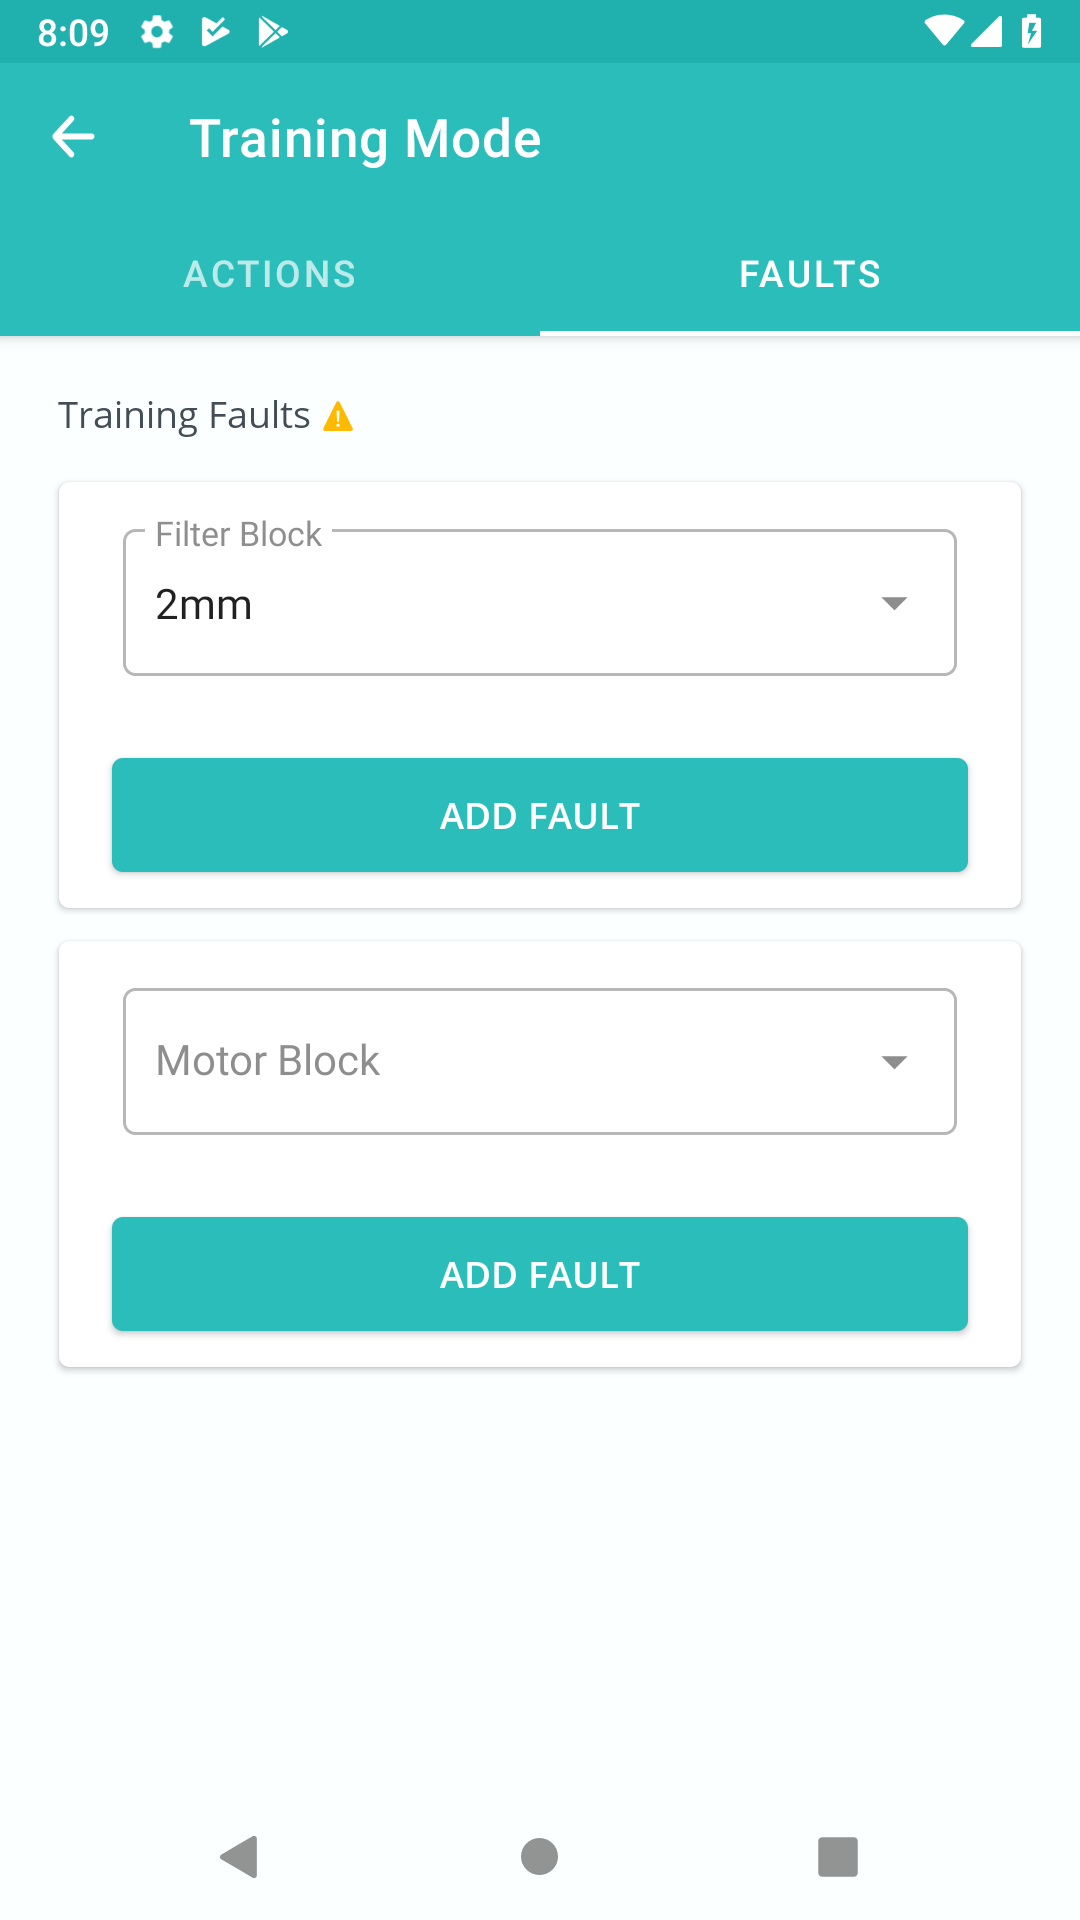 8:09
Training Mode
ACTIONS
FAULTS
Training Faults
Filter Block
2mm
ADD FAULT
Motor Block
ADD FAULT